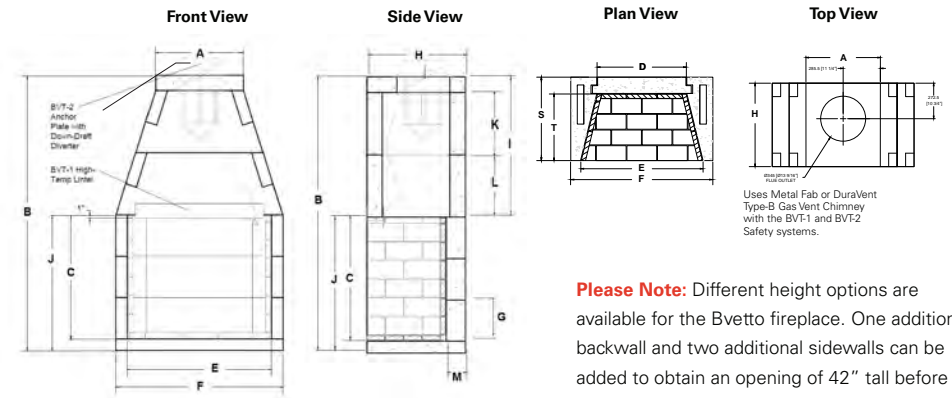 Front View
Side View
Plan View
Top View
A
BVT-2
Anchor
Plate with
Down-Draft
Diverter
BVT-1 High-
Temp Lintel
1"
B
J
C
E
F
H
B
K
I
L
J
C
G
M
D
S
T
E
F
A
H
FLUE OUTLET
Uses Metal Fab or DuraVent
Type-B Gas Vent Chimney
with the BVT-1 and BVT-2
Safety systems.
Please Note: Different height options are
available for the Bvetto fireplace. One addition
backwall and two additional sidewalls can be
added to obtain an opening of 42” tall before